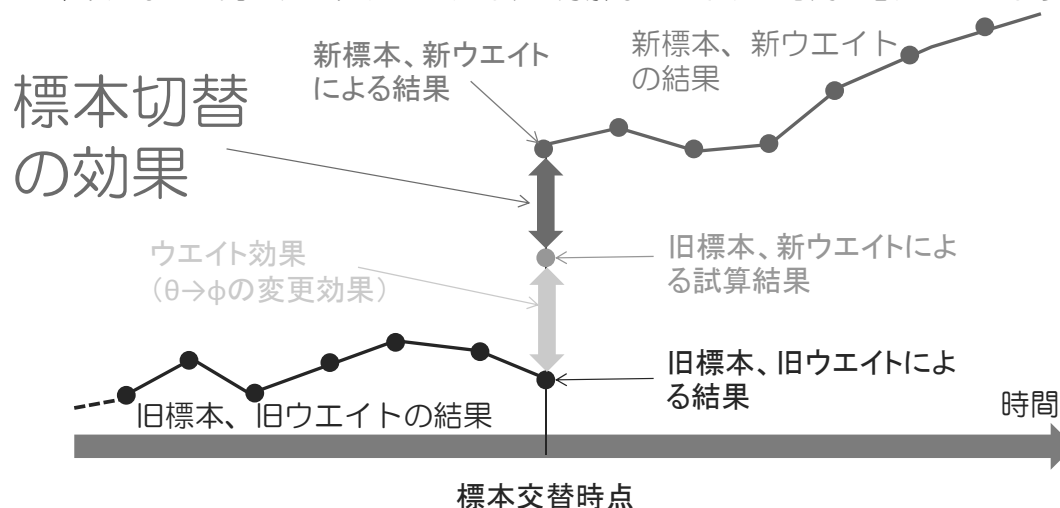 新標本、新ウエイト
による結果
新標本、新ウエイト
の結果
標本切替
の効果
ウエイト効果
(θ→φの変更効果)
旧標本、新ウエイトによ
る試算結果
旧標本、旧ウエイトによ
る結果
旧標本、旧ウエイトの結果
時間
標本交替時点